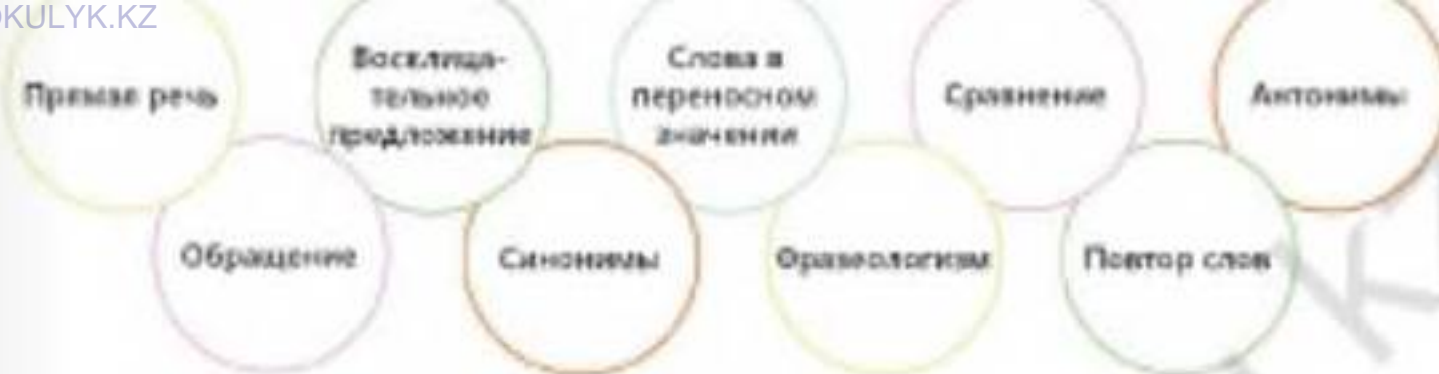 OKULYK.KZ
Прямая речь
Восклица-
тельное
предложение
Слова в
переносном
значении
Сравнение
Антонимы
Обращение
Синонимы
Фразеологизм
Повтор слов